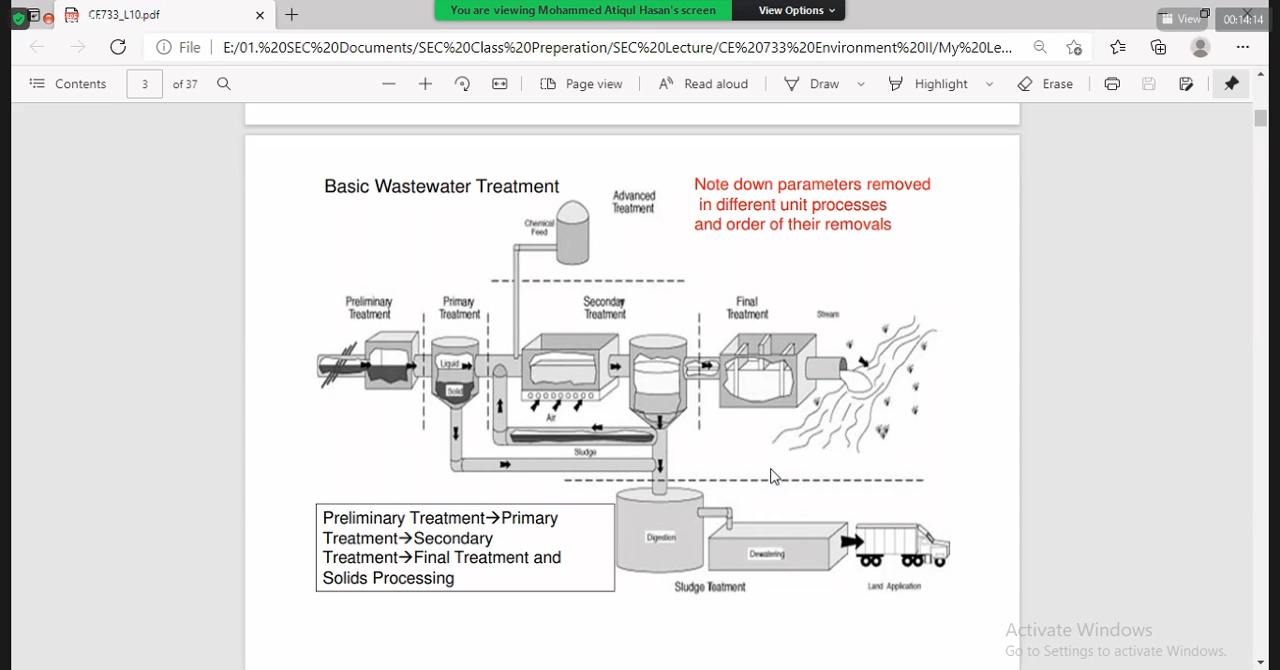 CE733_L10.pdf
You are viewing Mohammed Atiqul Hasan's screen
View Options
View
00:14:14
File
E:/01.%20SEC%20Documents/SEC%20Class%20Preperation/SEC%20Lecture/CE%20733%20Environment%20II/My%20Le...
Contents
3
of 37
Page view
Read aloud
Draw
Highlight
Erase
Basic Wastewater Treatment
Advanced
Treatment
Chemical
Feed
Note down parameters removed
in different unit processes
and order of their removals
Preliminary
Treatment
Primary
Treatment
Seconday
Treatment
Final
Treatment
Stream
Liquid
Solid
Air
Sludge
Preliminary Treatment→Primary
Treatment→Secondary
Treatment→Final Treatment and
Solids Processing
Digestion
Dewatering
Sludge Teatment
Land Application
Activate Windows
Go to Settings to activate Windows.